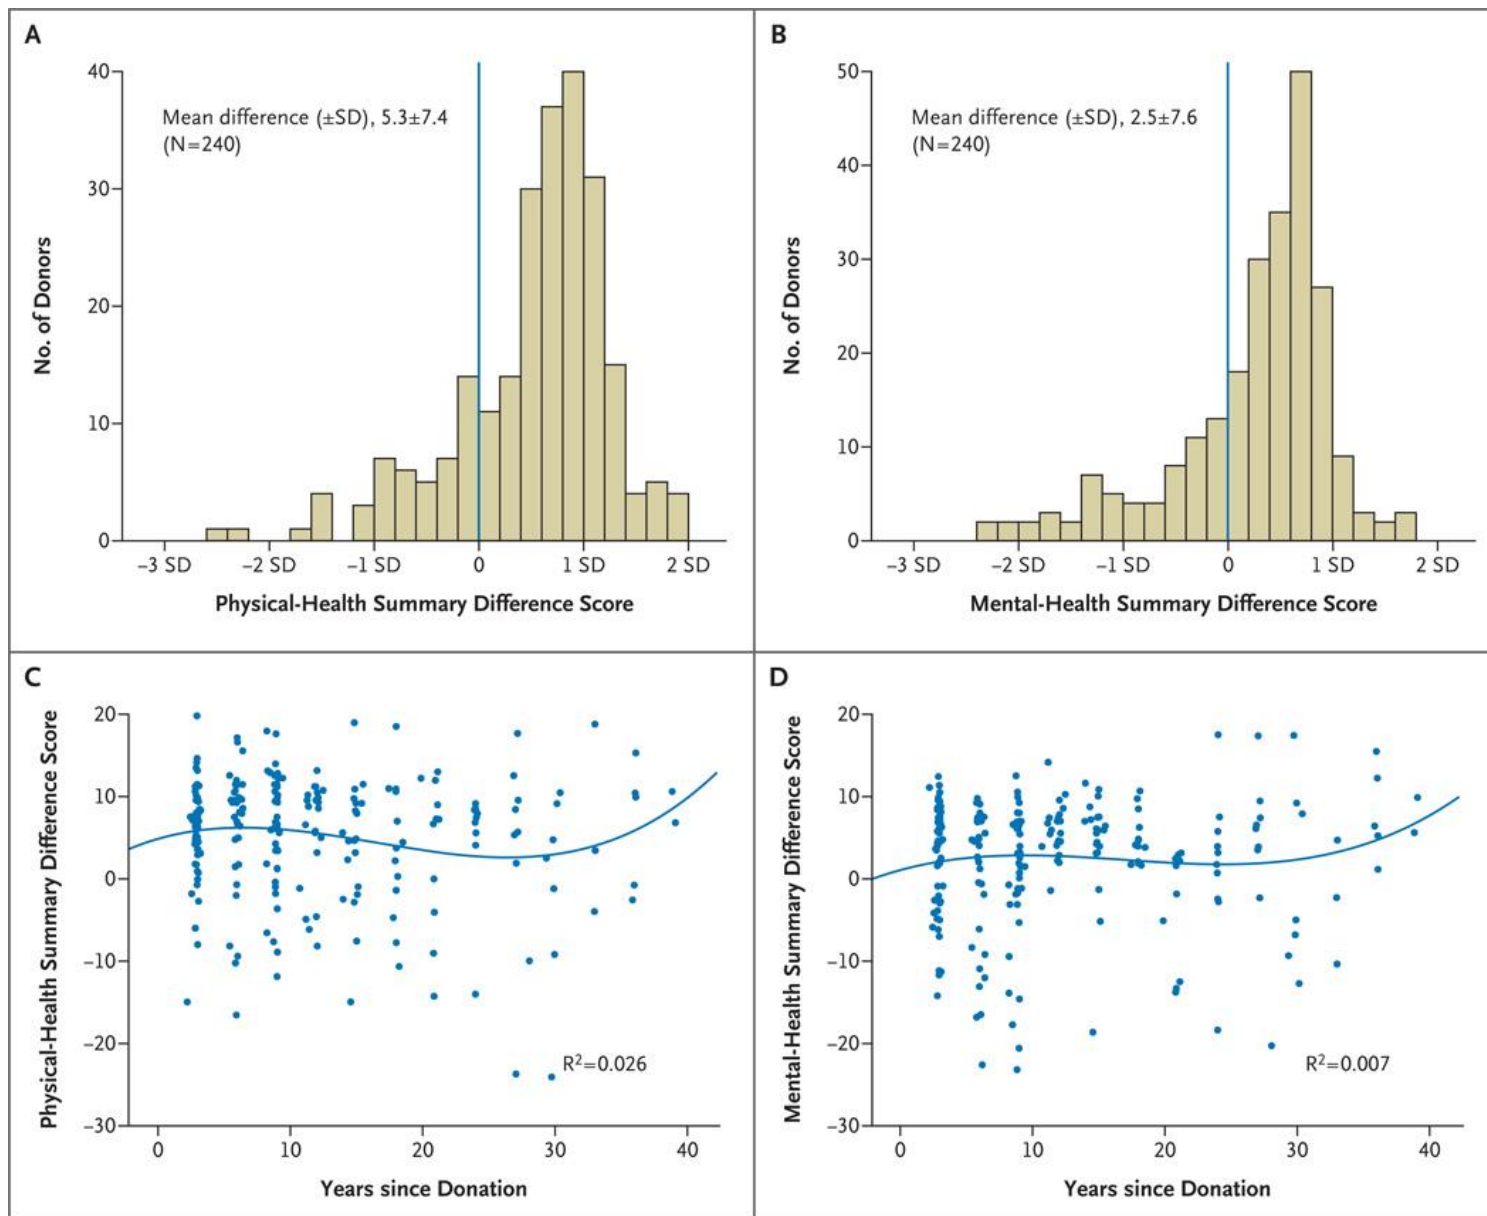 A
40
30
20
10
0
No. of Donors
Mean difference (±SD), 5.3±7.4
(N=240)
−3 SD
−2 SD
−1 SD
0
1 SD
2 SD
Physical-Health Summary Difference Score
B
50
40
30
20
10
0
No. of Donors
Mean difference (±SD), 2.5±7.6
(N=240)
−3 SD
−2 SD
−1 SD
0
1 SD
2 SD
Mental-Health Summary Difference Score
C
20
10
0
−10
−20
−30
Physical-Health Summary Difference Score
R²=0.026
0
10
20
30
40
Years since Donation
D
20
10
0
−10
−20
−30
Mental-Health Summary Difference Score
R²=0.007
0
10
20
30
40
Years since Donation